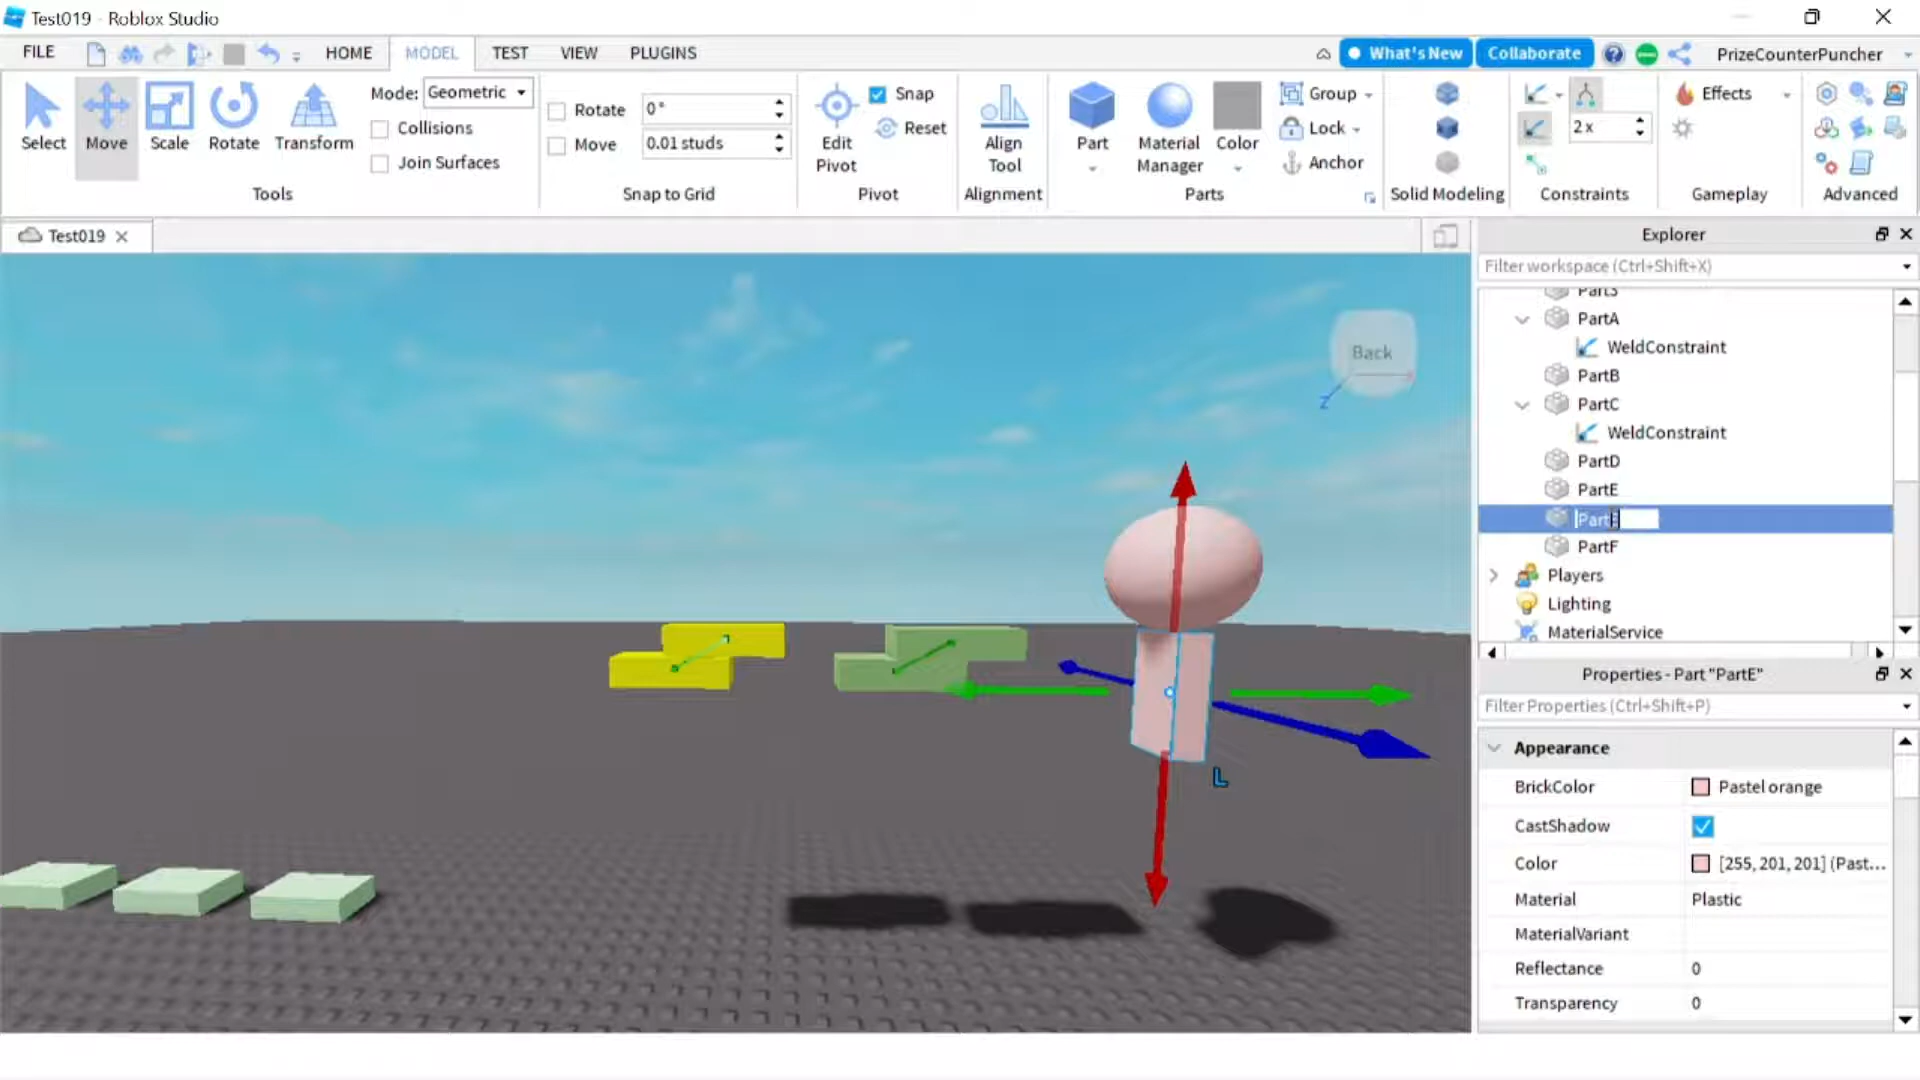 Test019 - Roblox Studio
FILE
HOME
MODEL
TEST
VIEW
PLUGINS
What's New
Collaborate
PrizeCounterPuncher
Select
Move
Scale
Rotate
Transform
Mode: Geometric
Collisions
Join Surfaces
Tools
Rotate 0°
Move 0.01 studs
Snap to Grid
Edit
Pivot
Snap
Reset
Pivot
Align
Tool
Alignment
Part
Material
Manager
Color
Group
Lock
Anchor
Parts
Solid Modeling
2 x
Constraints
Effects
Gameplay
Advanced
Test019
Back
Z
L
Explorer
Filter workspace (Ctrl+Shift+X)
PartA
WeldConstraint
PartB
PartC
WeldConstraint
PartD
PartE
Part
PartF
Players
Lighting
MaterialService
Properties - Part "PartE"
Filter Properties (Ctrl+Shift+P)
Appearance
BrickColor Pastel orange
CastShadow
Color [255, 201, 201] (Past...
Material Plastic
MaterialVariant
Reflectance 0
Transparency 0